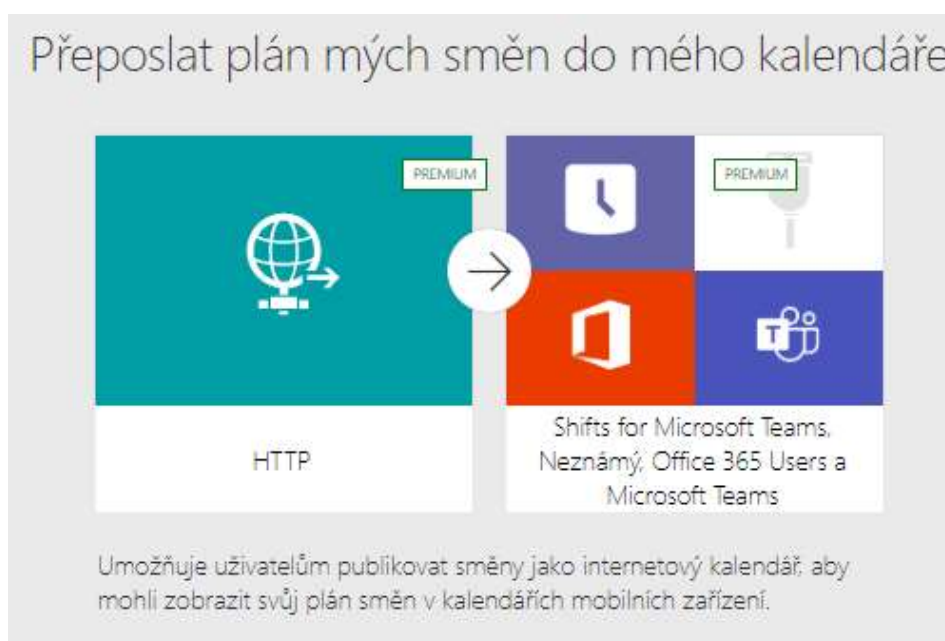 Přeposlat plán mých směn do mého kalendáře
PREMIUM
PREMIUM
T
HTTP
Shifts for Microsoft Teams,
Neznámý, Office 365 Users a
Microsoft Teams
Umožňuje uživatelům publikovat směny jako internetový kalendář, aby
mohli zobrazit svůj plán směn v kalendářích mobilních zařízení.